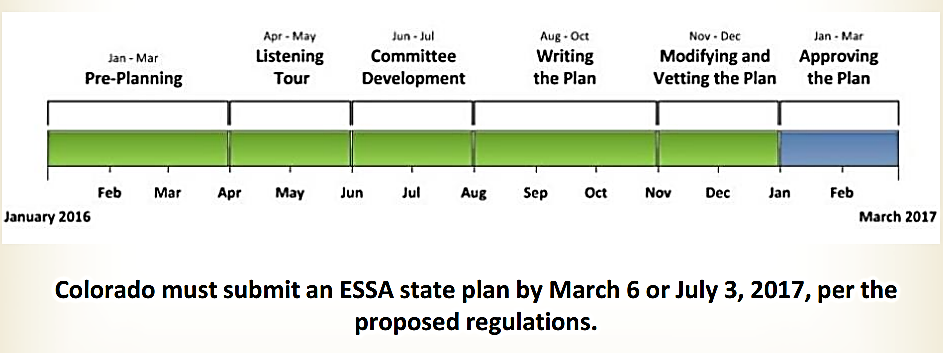 Jan - Mar
Pre-Planning
Apr - May
Listening
Tour
Jun - Jul
Committee
Development
Aug - Oct
Writing
the Plan
Nov - Dec
Modifying and
Vetting the Plan
Jan - Mar
Approving
the Plan
Feb Mar Apr May Jun Jul Aug Sep Oct Nov Dec Jan Feb
January 2016 March 2017
Colorado must submit an ESSA state plan by March 6 or July 3, 2017, per the
proposed regulations.